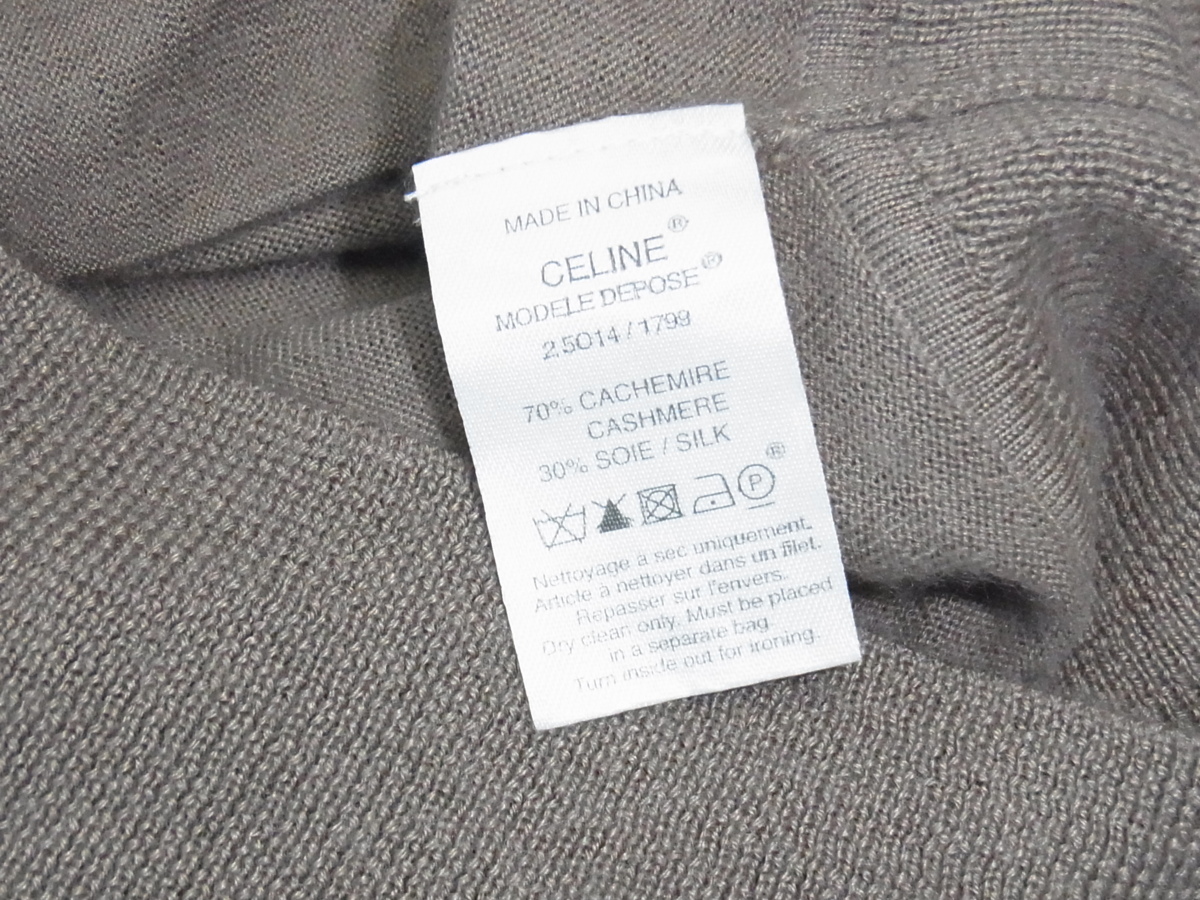 MADE IN CHINA
CELINE®
MODELE DEPOSE®
2.5014 / 1799
70% CACHEMIRE
CASHMERE
30% SOIE / SILK
P ®
Nettoyage a sec uniquement.
Article à nettoyer dans un filet.
Repasser sur l'envers.
Dry clean only. Must be placed
in a separate bag
Turn inside out for ironing.